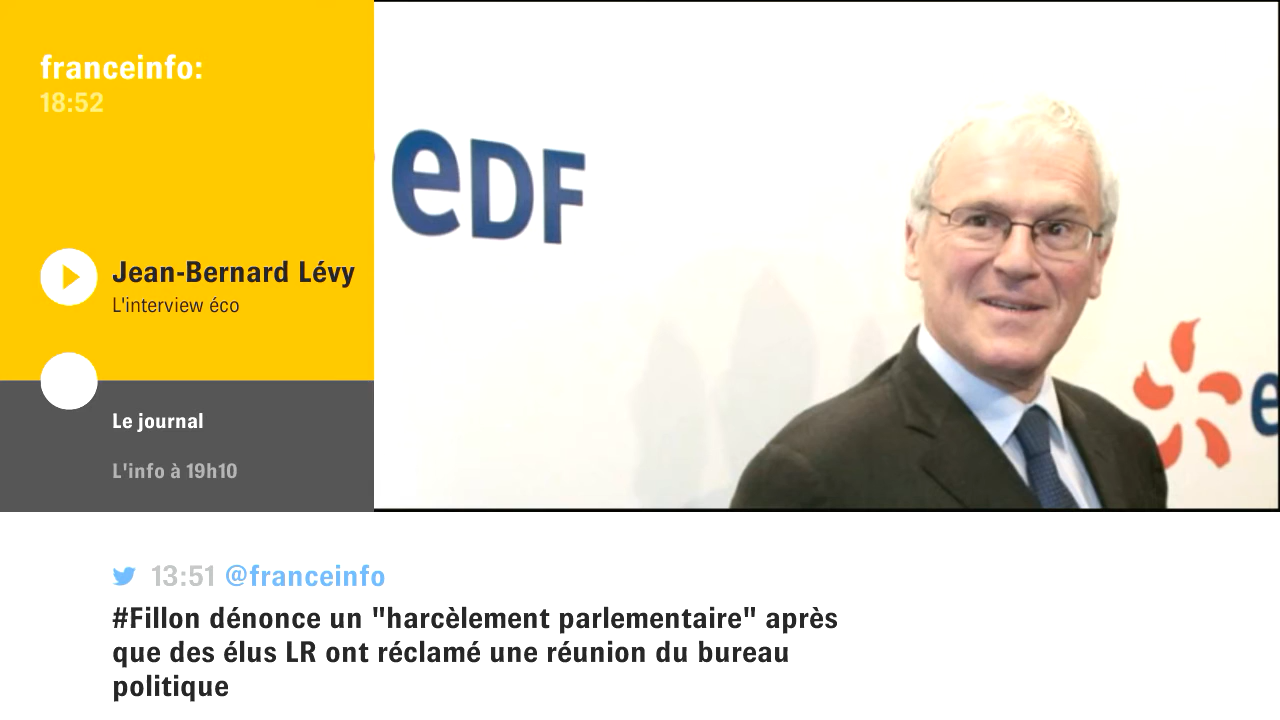 franceinfo:
18:52
eDF
Jean-Bernard Lévy
L'interview éco
e
Le journal
L'info à 19h10
13:51 @franceinfo
#Fillon dénonce un "harcèlement parlementaire" après
que des élus LR ont réclamé une réunion du bureau
politique